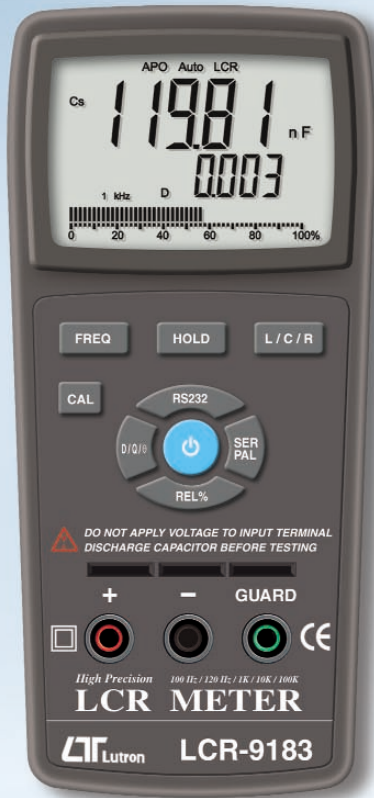 APO Auto LCR
Cs 119.81 nF
1 kHz D 0.003
0 20 40 60 80 100%
FREQ HOLD L / C / R
CAL
RS232
D/Q/θ SER PAL
REL%
DO NOT APPLY VOLTAGE TO INPUT TERMINAL
DISCHARGE CAPACITOR BEFORE TESTING
+ − GUARD
CE
High Precision 100 Hz / 120 Hz / 1K / 10K / 100K
LCR METER
Lutron LCR-9183